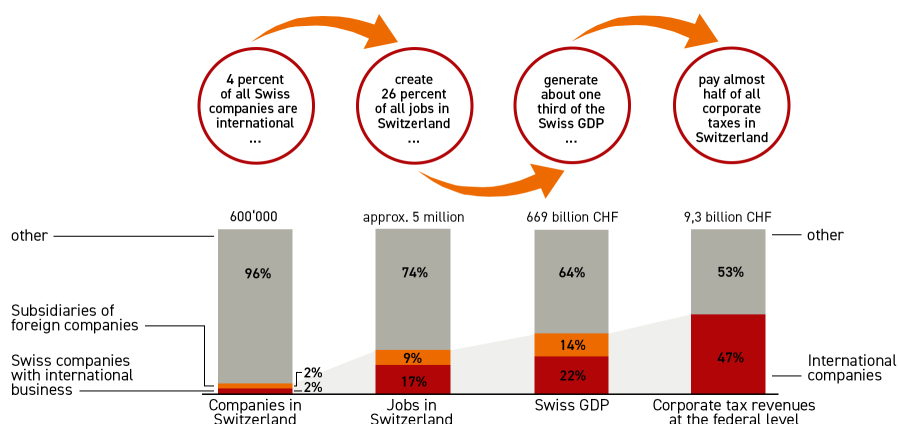 4 percent
of all Swiss
companies are
international
...
create
26 percent
of all jobs in
Switzerland
...
generate
about one
third of the
Swiss GDP
...
pay almost
half of all
corporate
taxes in
Switzerland
600'000
approx. 5 million
669 billion CHF
9,3 billion CHF
other
other
96%
74%
64%
53%
Subsidiaries of
foreign companies
Swiss companies
with international
business
2%
2%
9%
17%
14%
22%
47%
International
companies
Companies in
Switzerland
Jobs in
Switzerland
Swiss GDP
Corporate tax revenues
at the federal level